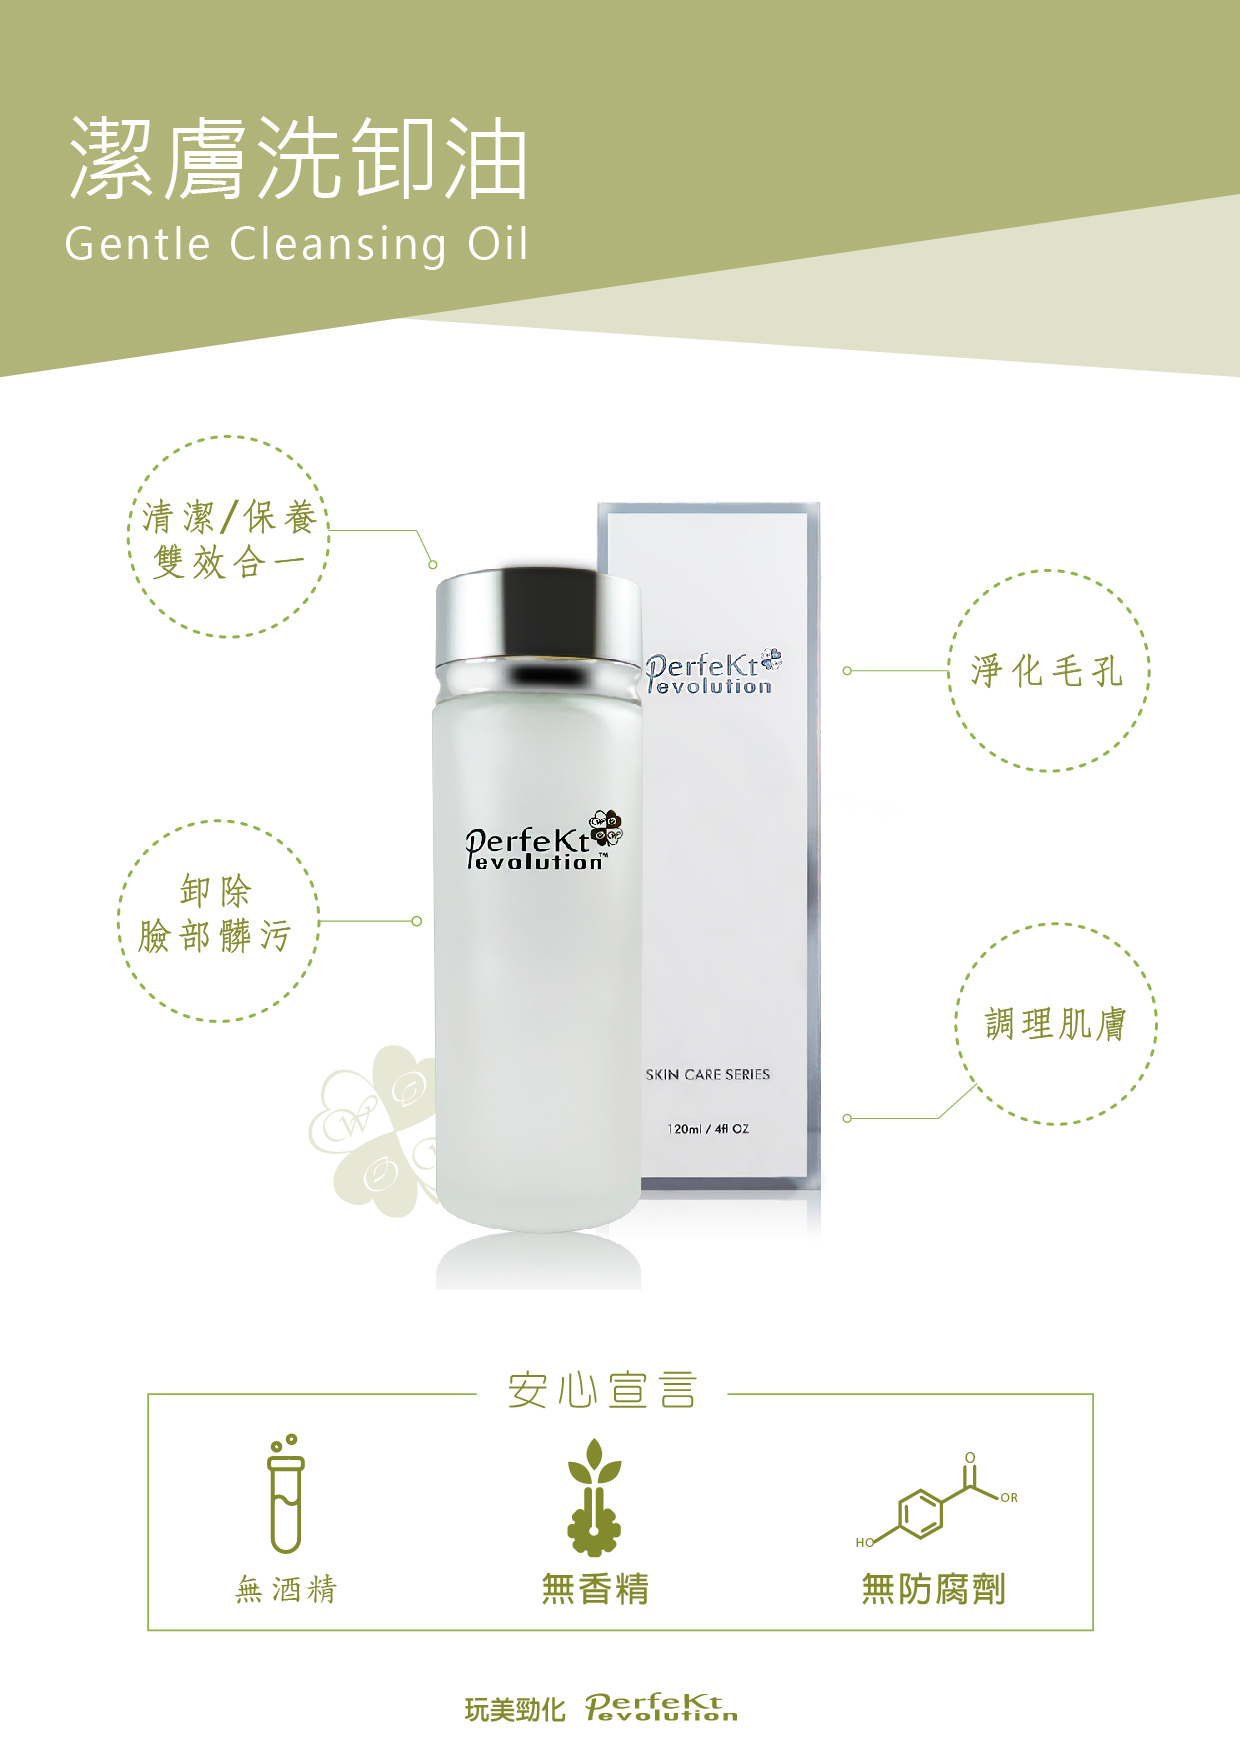 潔膚洗卸油
Gentle Cleansing Oil
清潔/保養
雙效合一
淨化毛孔
卸除
臉部髒污
調理肌膚
PerfeKt
revolution
PerfeKt
revolution™
SKIN CARE SERIES
120ml / 4fl OZ
安心宣言
HO
O
OR
無酒精
無香精
無防腐劑
玩美勁化 PerfeKt
revolution